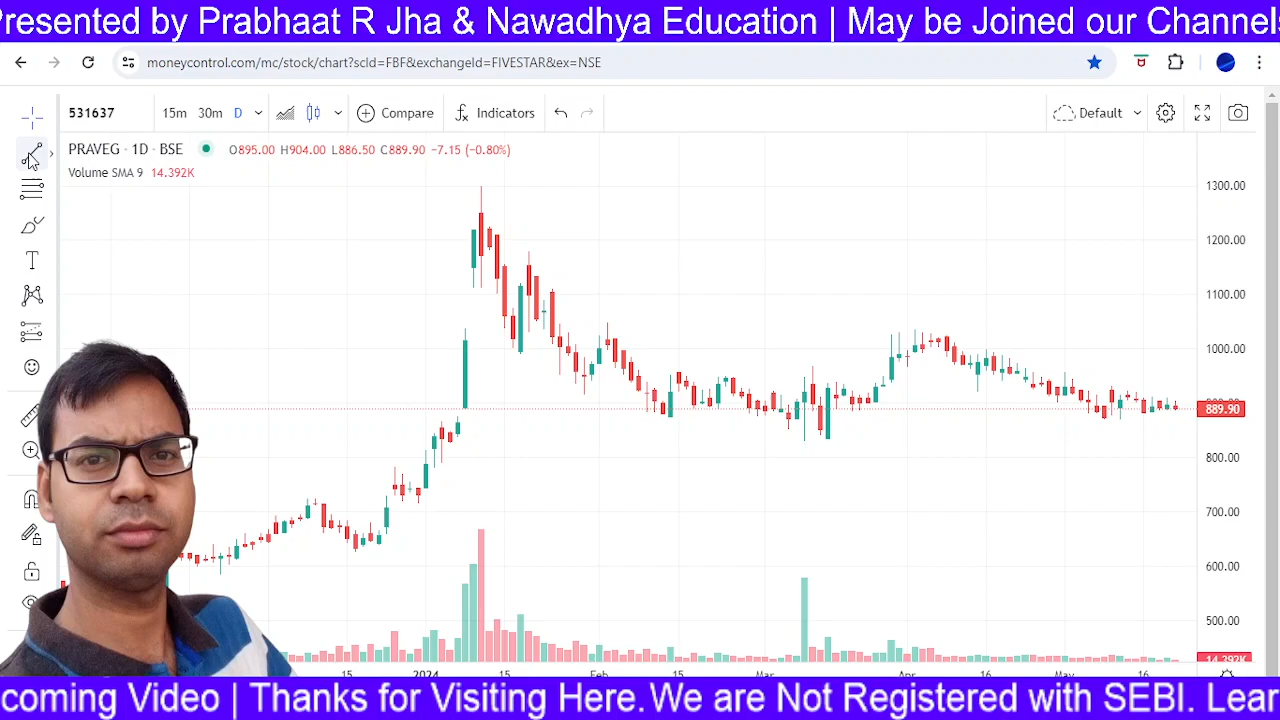 resented by Prabhaat R Jha & Nawadhya Education | May be Joined our Channels
moneycontrol.com/mc/stock/chart?scId=FBF&exchangeId=FIVESTAR&ex=NSE
531637 15m 30m D Compare Indicators Default
PRAVEG · 1D · BSE O895.00 H904.00 L886.50 C889.90 −7.15 (−0.80%)
Volume SMA 9 14.392K
1300.00
1200.00
1100.00
1000.00
889.90
800.00
700.00
600.00
500.00
14.392K
15 2024 15 Feb 15 Mar Apr 16 May 16
coming Video | Thanks for Visiting Here. We are Not Registered with SEBI. Lear